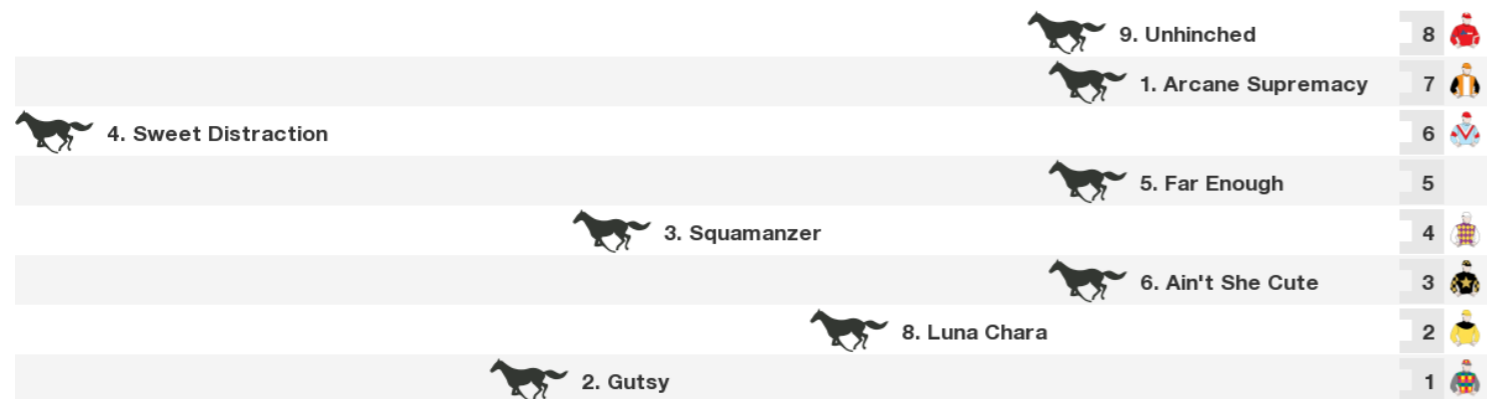 9. Unhinched 8
1. Arcane Supremacy 7
4. Sweet Distraction 6
5. Far Enough 5
3. Squamanzer 4
6. Ain't She Cute 3
8. Luna Chara 2
2. Gutsy 1